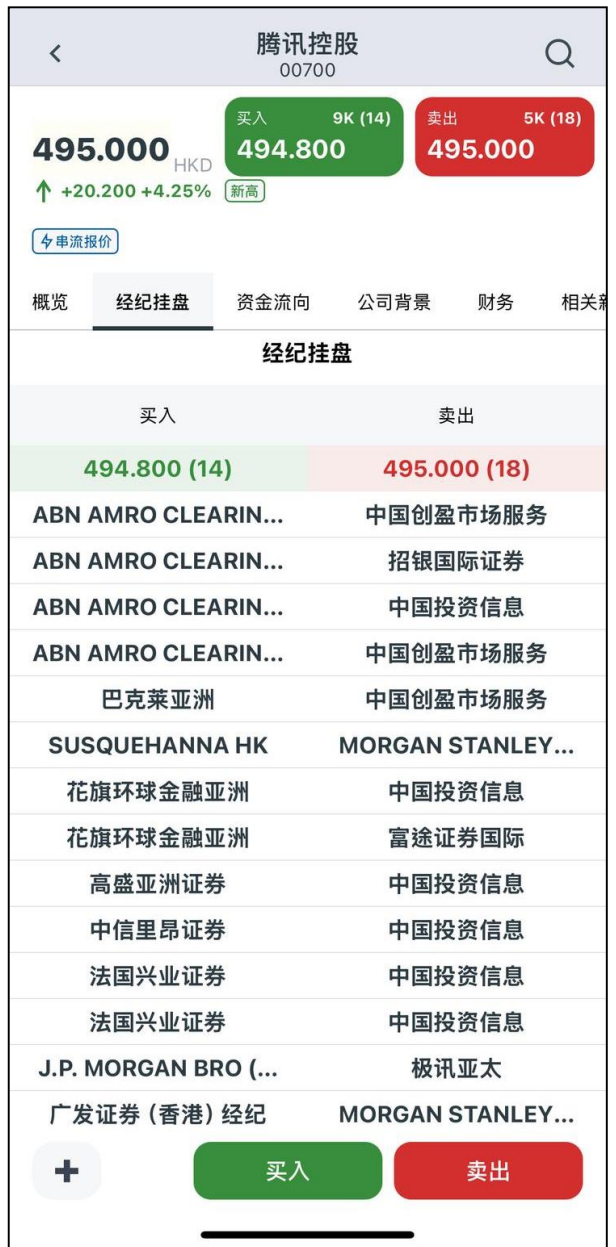 腾讯控股
00700
495.000 HKD
+20.200 +4.25% 新高
买入 9K (14)
494.800
卖出 5K (18)
495.000
串流报价
概览 经纪挂盘 资金流向 公司背景 财务 相关
经纪挂盘
买入 卖出
494.800 (14) 495.000 (18)
ABN AMRO CLEARIN... 中国创盈市场服务
ABN AMRO CLEARIN... 招银国际证券
ABN AMRO CLEARIN... 中国投资信息
ABN AMRO CLEARIN... 中国创盈市场服务
巴克莱亚洲 中国创盈市场服务
SUSQUEHANNA HK MORGAN STANLEY...
花旗环球金融亚洲 中国投资信息
花旗环球金融亚洲 富途证券国际
高盛亚洲证券 中国投资信息
中信里昂证券 中国投资信息
法国兴业证券 中国投资信息
法国兴业证券 中国投资信息
J.P. MORGAN BRO (... 极讯亚太
广发证券（香港）经纪 MORGAN STANLEY...
买入 卖出